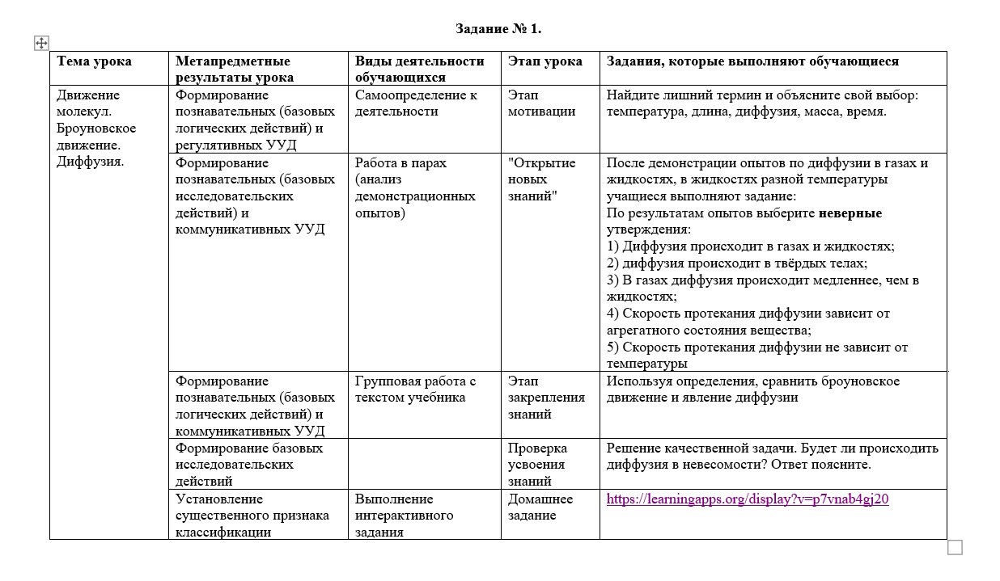 Задание № 1.
Тема урока
Метапредметные
результаты урока
Виды деятельности
обучающихся
Этап урока
Задания, которые выполняют обучающиеся
Движение
молекул.
Броуновское
движение.
Диффузия.
Формирование
познавательных (базовых
логических действий) и
регулятивных УУД
Самоопределение к
деятельности
Этап
мотивации
Найдите лишний термин и объясните свой выбор:
температура, длина, диффузия, масса, время.
Формирование
познавательных (базовых
исследовательских
действий) и
коммуникативных УУД
Работа в парах
(анализ
демонстрационных
опытов)
"Открытие
новых
знаний"
После демонстрации опытов по диффузии в газах и
жидкостях, в жидкостях разной температуры
учащиеся выполняют задание:
По результатам опытов выберите неверные
утверждения:
1) Диффузия происходит в газах и жидкостях;
2) диффузия происходит в твёрдых телах;
3) В газах диффузия происходит медленнее, чем в
жидкостях;
4) Скорость протекания диффузии зависит от
агрегатного состояния вещества;
5) Скорость протекания диффузии не зависит от
температуры
Формирование
познавательных (базовых
логических действий) и
коммуникативных УУД
Групповая работа с
текстом учебника
Этап
закрепления
знаний
Используя определения, сравнить броуновское
движение и явление диффузии
Формирование базовых
исследовательских
действий
Проверка
усвоения
знаний
Решение качественной задачи. Будет ли происходить
диффузия в невесомости? Ответ поясните.
Установление
существенного признака
классификации
Выполнение
интерактивного
задания
Домашнее
задание
https://learningapps.org/display?v=p7vnab4gj20